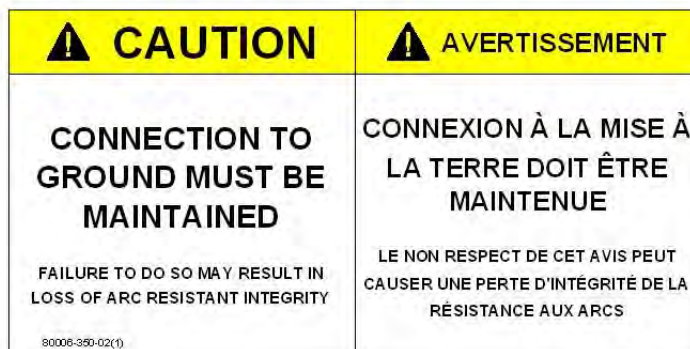 CAUTION
CONNECTION TO
GROUND MUST BE
MAINTAINED
FAILURE TO DO SO MAY RESULT IN
LOSS OF ARC RESISTANT INTEGRITY
80006-350-02(1)
AVERTISSEMENT
CONNEXION À LA MISE À
LA TERRE DOIT ÊTRE
MAINTENUE
LE NON RESPECT DE CET AVIS PEUT
CAUSER UNE PERTE D'INTÉGRITÉ DE LA
RÉSISTANCE AUX ARCS